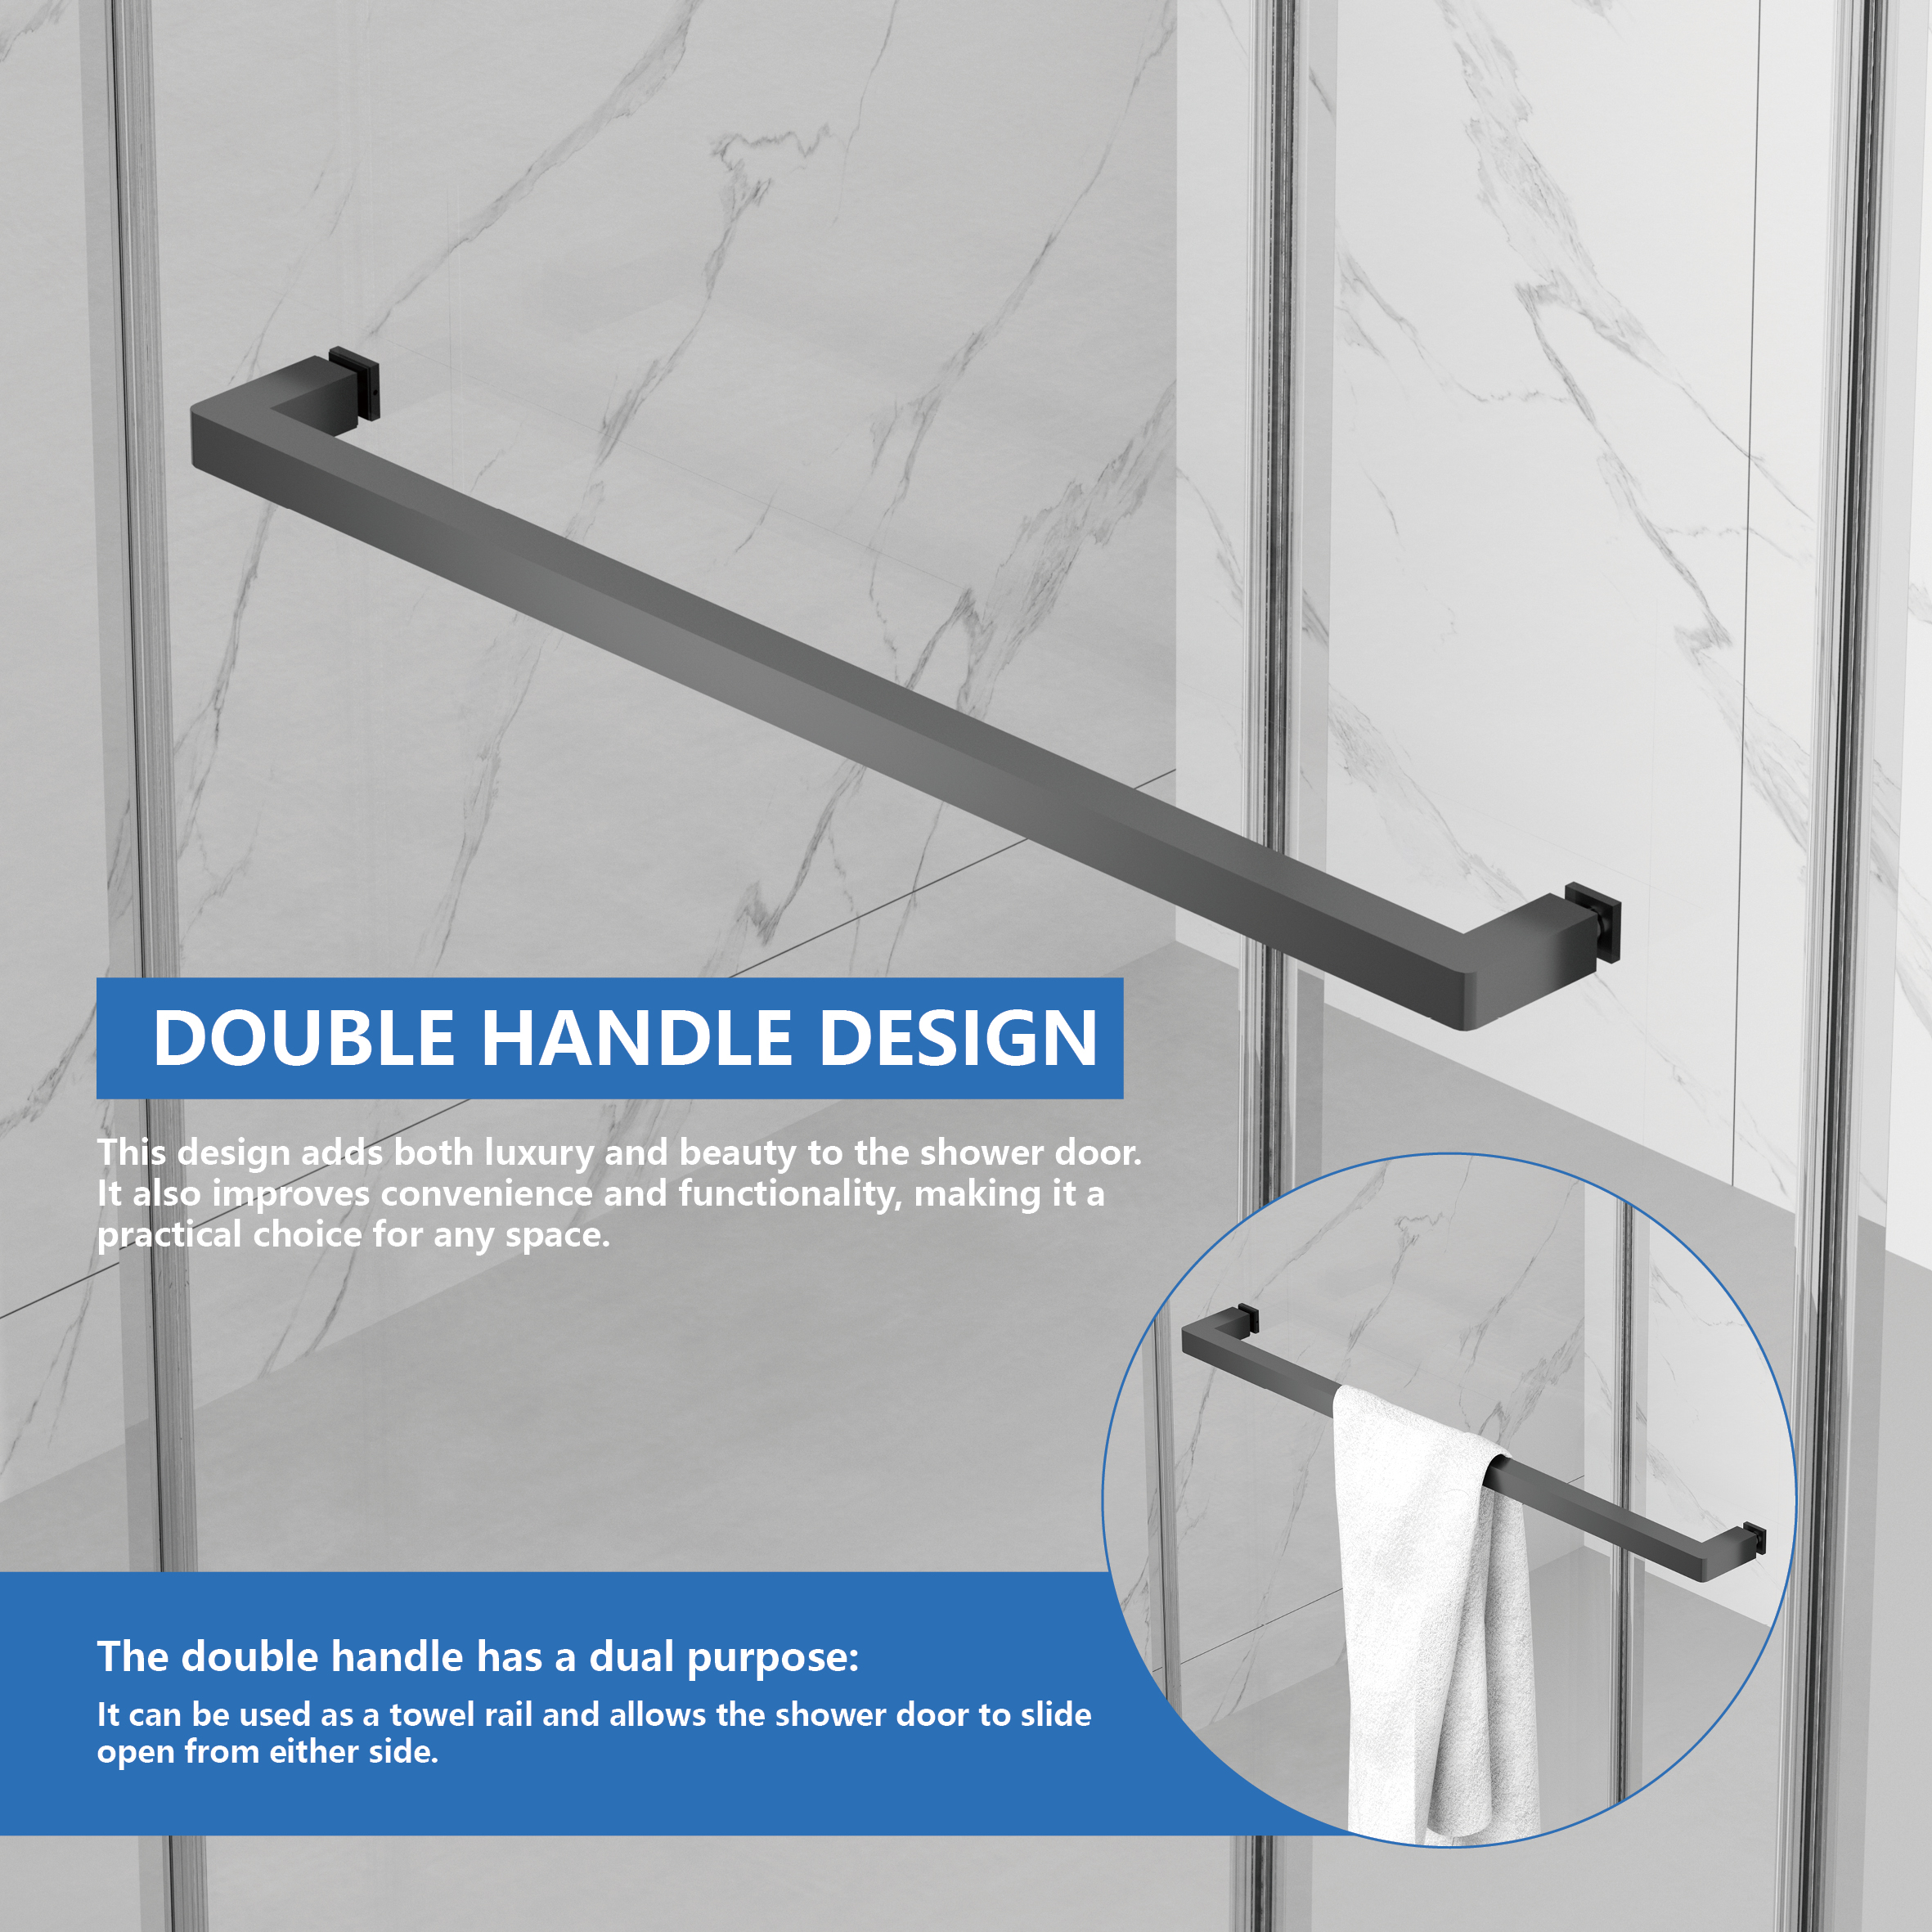 DOUBLE HANDLE DESIGN
This design adds both luxury and beauty to the shower door.
It also improves convenience and functionality, making it a
practical choice for any space.
The double handle has a dual purpose:
It can be used as a towel rail and allows the shower door to slide
open from either side.